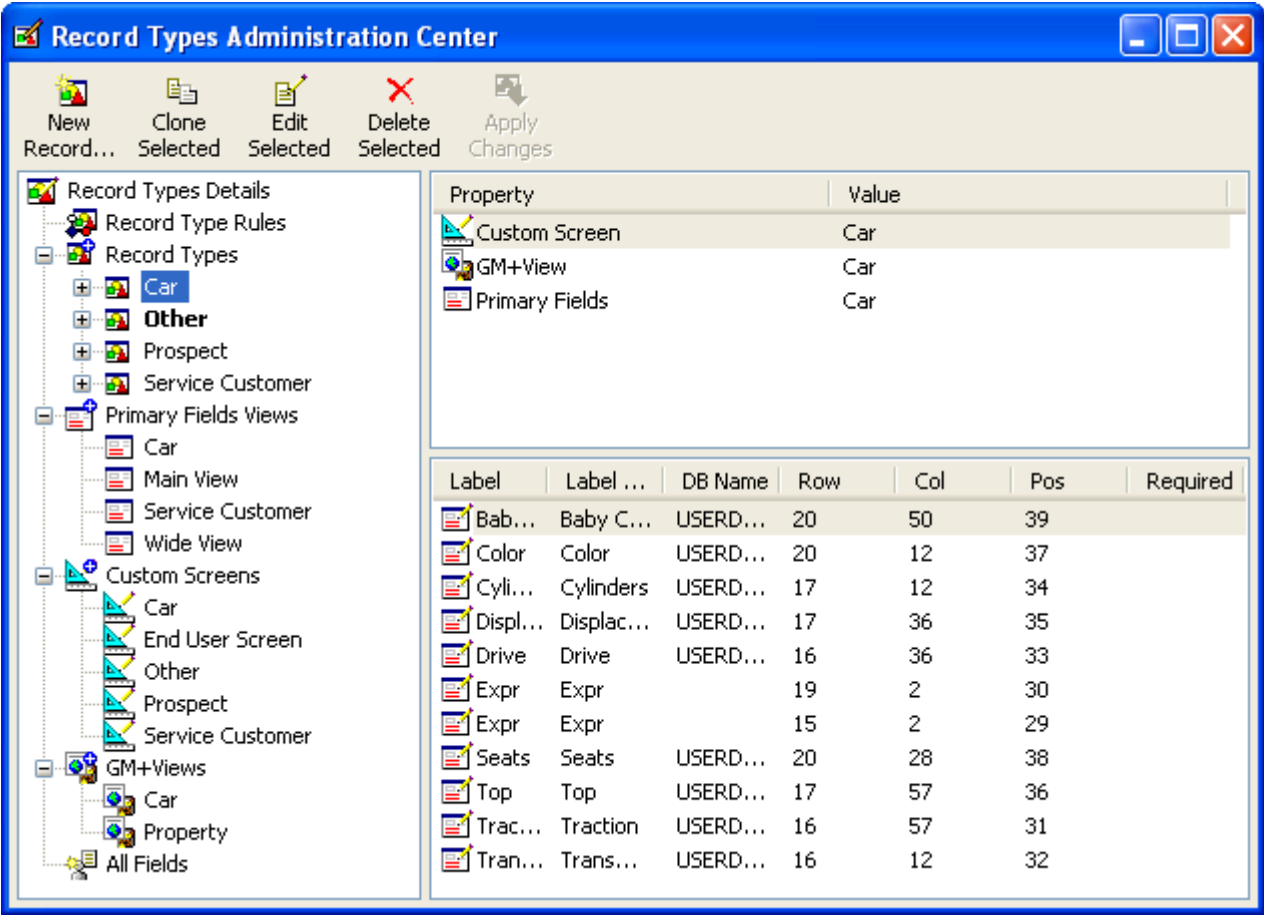 Record Types Administration Center
New Record... Clone Selected Edit Selected Delete Selected Apply Changes
Record Types Details
Record Type Rules
Record Types
Car
Other
Prospect
Service Customer
Primary Fields Views
Car
Main View
Service Customer
Wide View
Custom Screens
Car
End User Screen
Other
Prospect
Service Customer
GM+Views
Car
Property
All Fields
Property Value
Custom Screen Car
GM+View Car
Primary Fields Car
Label Label ... DB Name Row Col Pos Required
Bab... Baby C... USERD... 20 50 39
Color Color USERD... 20 12 37
Cyli... Cylinders USERD... 17 12 34
Displ... Displac... USERD... 17 36 35
Drive Drive USERD... 16 36 33
Expr Expr 19 2 30
Expr Expr 15 2 29
Seats Seats USERD... 20 28 38
Top Top USERD... 17 57 36
Trac... Traction USERD... 16 57 31
Tran... Trans... USERD... 16 12 32